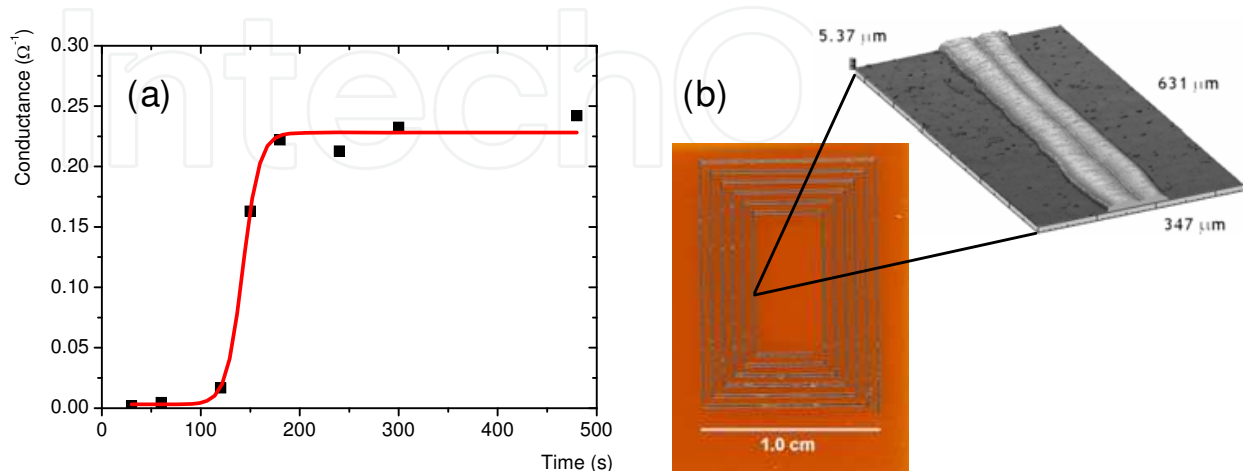 0.30
0.25
0.20
0.15
0.10
0.05
0.00
Conductance (Ω⁻¹)
(a)
0 100 200 300 400 500
Time (s)
IntechO
(b)
5.37 µm
631 µm
347 µm
1.0 cm